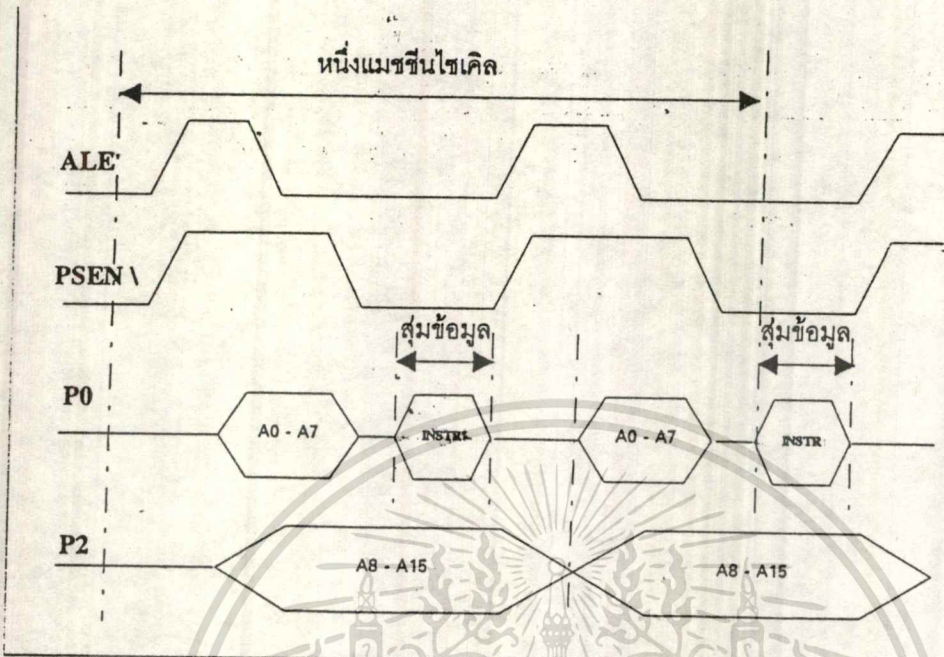 หนึ่งแมชชีนไซเคิล
ALE
PSEN \
สุ่มข้อมูล สุ่มข้อมูล
P0
A0 - A7 INSTR A0 - A7 INSTR
P2
A8 - A15 A8 - A15